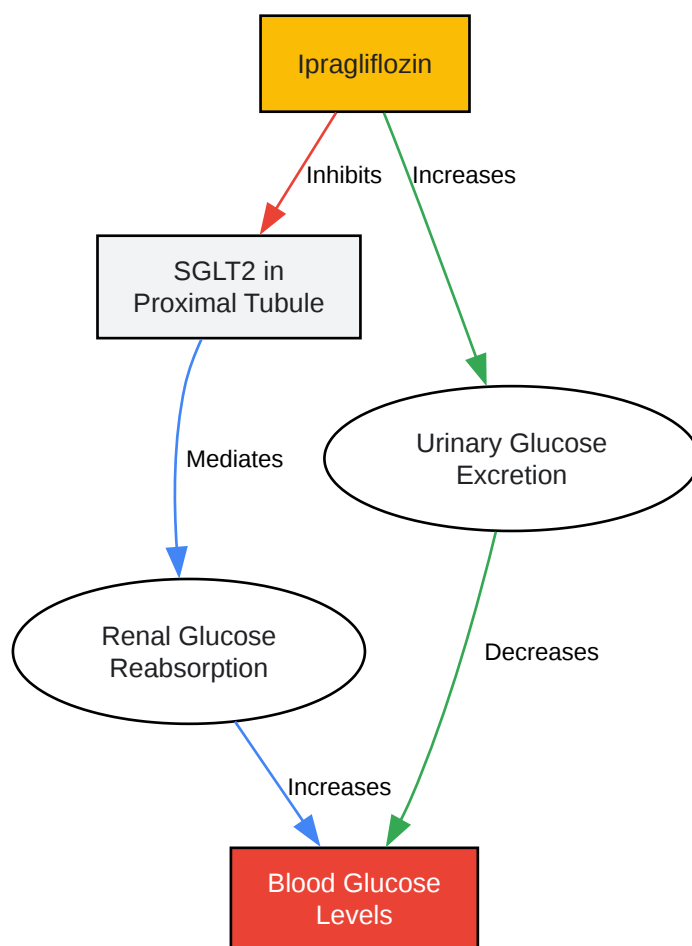 Ipragliflozin
Inhibits
Increases
SGLT2 in
Proximal Tubule
Urinary Glucose
Excretion
Mediates
Renal Glucose
Reabsorption
Decreases
Increases
Blood Glucose
Levels